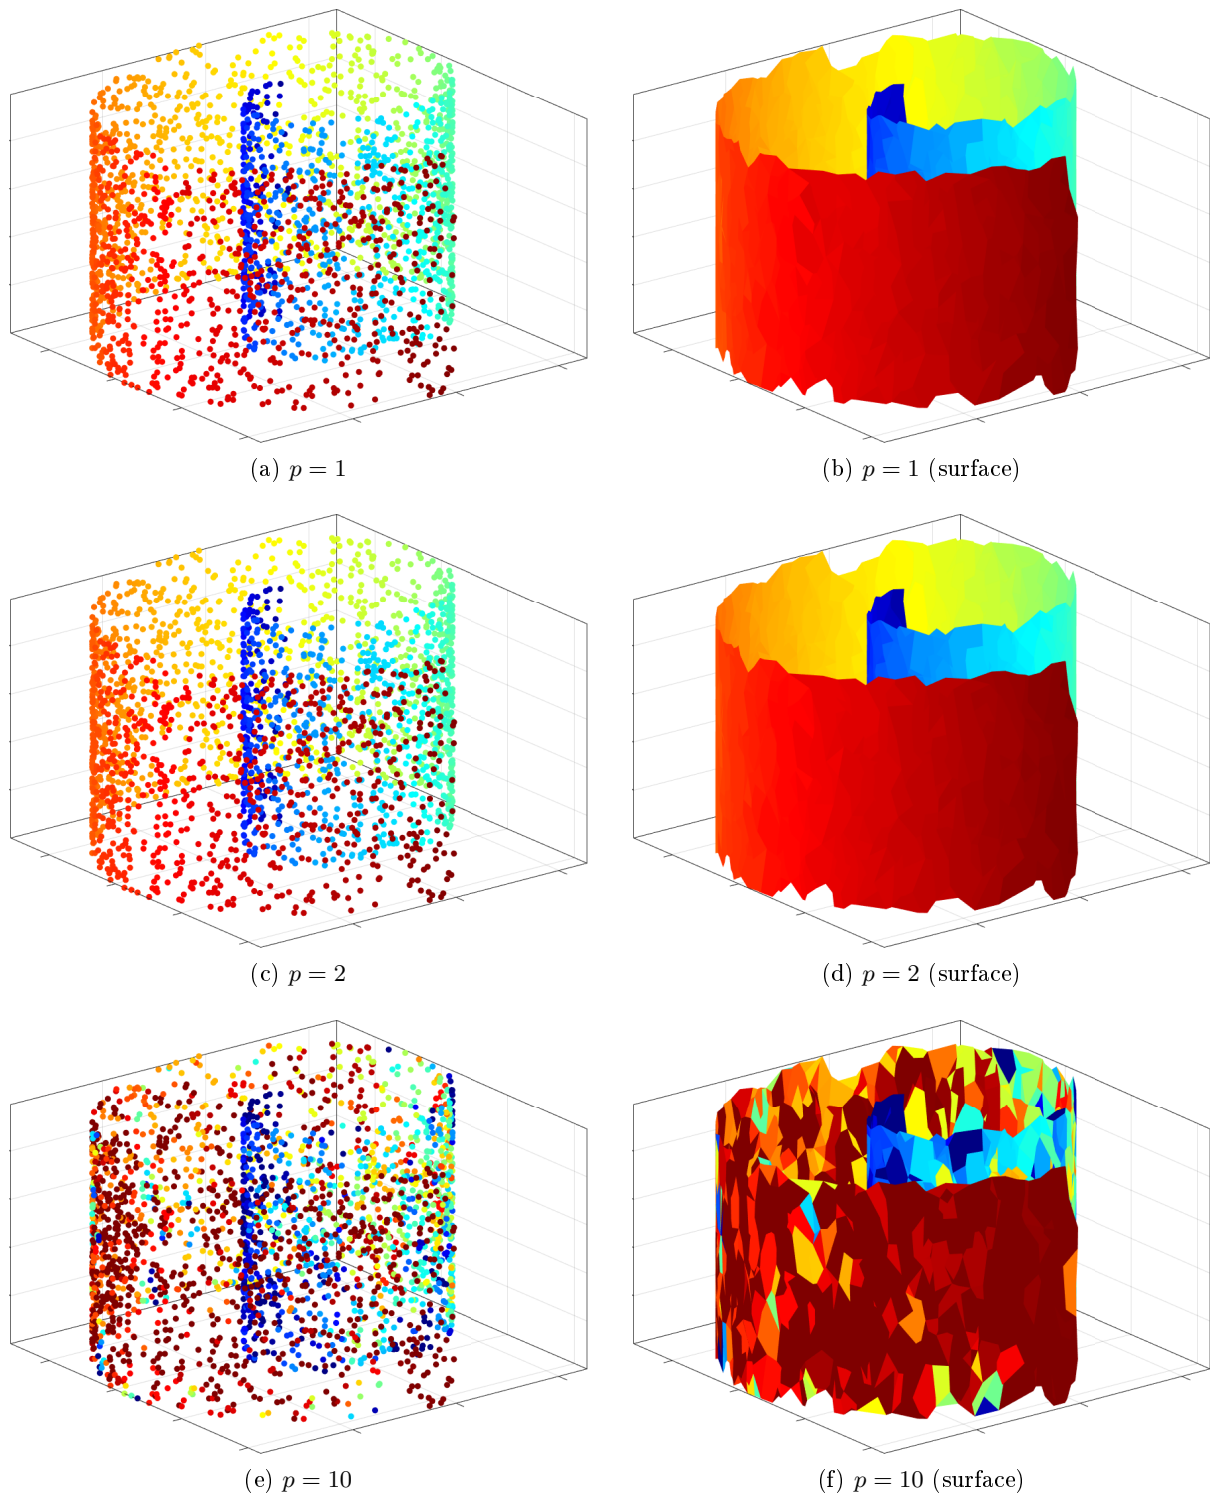 (a) p = 1
(b) p = 1 (surface)
(c) p = 2
(d) p = 2 (surface)
(e) p = 10
(f) p = 10 (surface)